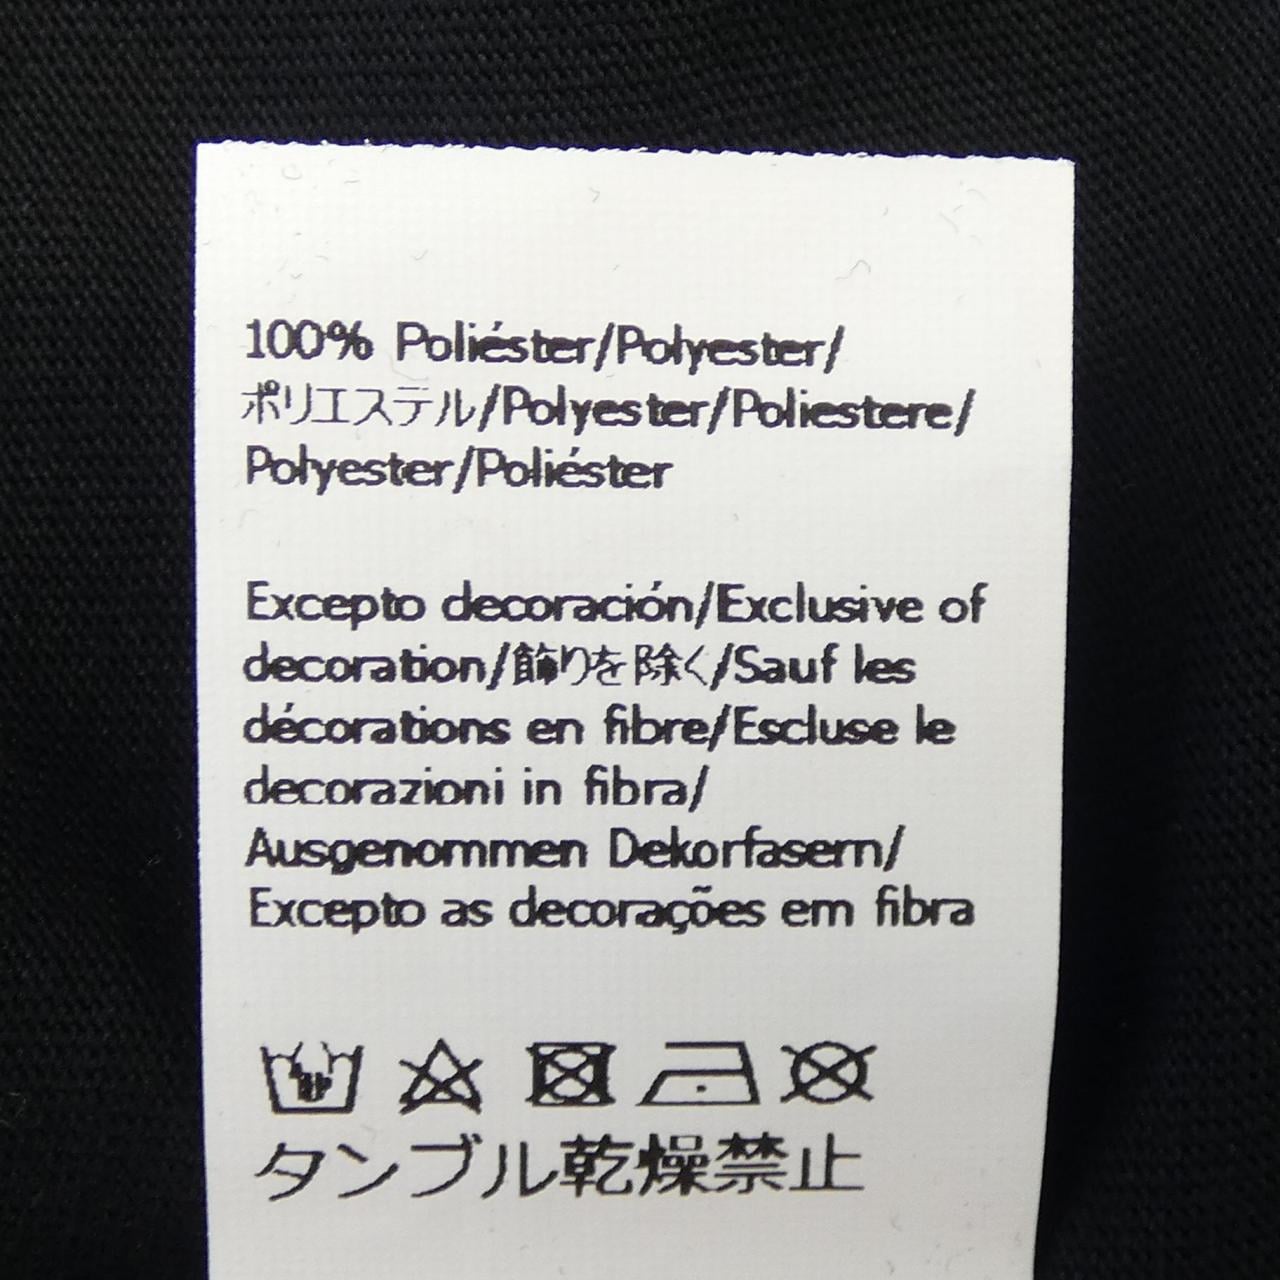 100% Poliéster/Polyester/
ポリエステル/Polyester/Poliestere/
Polyester/Poliéster
Excepto decoración/Exclusive of
decoration/飾りを除く/Sauf les
décorations en fibre/Escluse le
decorazioni in fibra/
Ausgenommen Dekorfasern/
Excepto as decorações em fibra
タンブル乾燥禁止